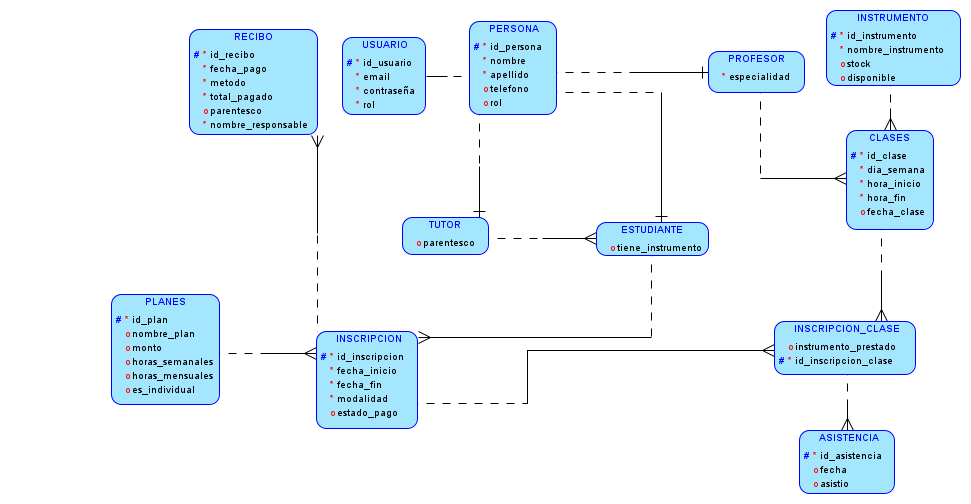 RECIBO
# * id_recibo
* fecha_pago
* metodo
* total_pagado
o parentesco
* nombre_responsable
USUARIO
# * id_usuario
* email
* contraseña
* rol
PERSONA
# * id_persona
* nombre
* apellido
o telefono
o rol
PROFESOR
* especialidad
INSTRUMENTO
# * id_instrumento
* nombre_instrumento
o stock
o disponible
CLASES
# * id_clase
* dia_semana
* hora_inicio
* hora_fin
o fecha_clase
TUTOR
o parentesco
ESTUDIANTE
o tiene_instrumento
PLANES
# * id_plan
o nombre_plan
o monto
o horas_semanales
o horas_mensuales
o es_individual
INSCRIPCION
# * id_inscripcion
* fecha_inicio
* fecha_fin
* modalidad
o estado_pago
INSCRIPCION_CLASE
o instrumento_prestado
# * id_inscripcion_clase
ASISTENCIA
# * id_asistencia
o fecha
o asistio